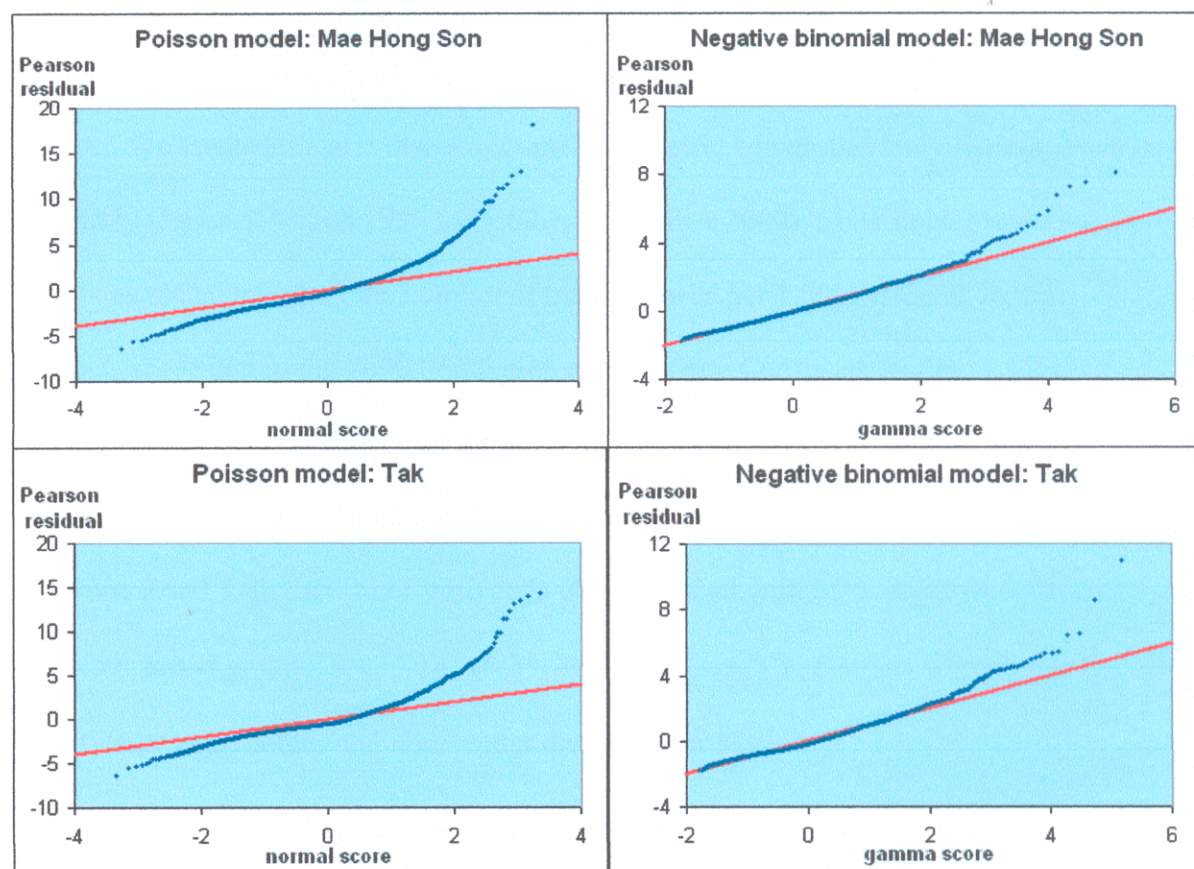 Poisson model: Mae Hong Son
Pearson
residual
20
15
10
5
0
-5
-10
-4
-2
0
2
4
normal score
Negative binomial model: Mae Hong Son
Pearson
residual
12
8
4
0
-4
-2
0
2
4
6
gamma score
Poisson model: Tak
Pearson
residual
20
15
10
5
0
-5
-10
-4
-2
0
2
4
normal score
Negative binomial model: Tak
Pearson
residual
12
8
4
0
-4
-2
0
2
4
6
gamma score